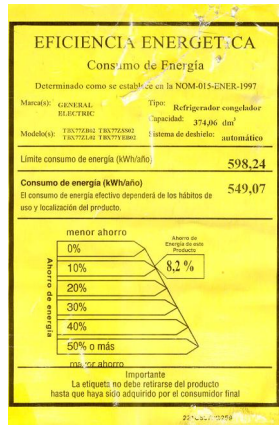 EFICIENCIA ENERGETICA
Consumo de Energía
Determinado como se establece en la NOM-015-ENER-1997
Marca(s): GENERAL ELECTRIC
Tipo: Refrigerador congelador
Capacidad: 374,06 dm³
Modelo(s):
Sistema de deshielo: automático
Límite consumo de energía (kWh/año) 598,24
Consumo de energía (kWh/año) 549,07
El consumo de energía efectivo dependerá de los hábitos de
uso y localización del producto.
menor ahorro
Ahorro de energía
0%
10%
20%
30%
40%
50% o más
mayor ahorro
Ahorro de
Energía de este
Producto
8,2 %
Importante
La etiqueta no debe retirarse del producto
hasta que haya sido adquirido por el consumidor final